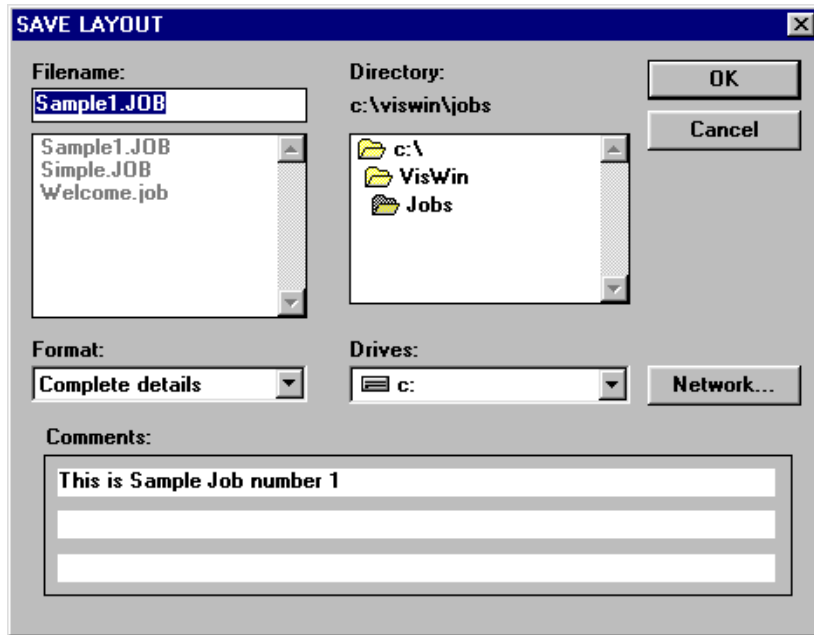 SAVE LAYOUT
Filename:
Sample1.JOB
Sample1.JOB
Simple.JOB
Welcome.job
Directory:
c:\viswin\jobs
c:\
VisWin
Jobs
OK
Cancel
Format:
Complete details
Drives:
c:
Network...
Comments:
This is Sample Job number 1